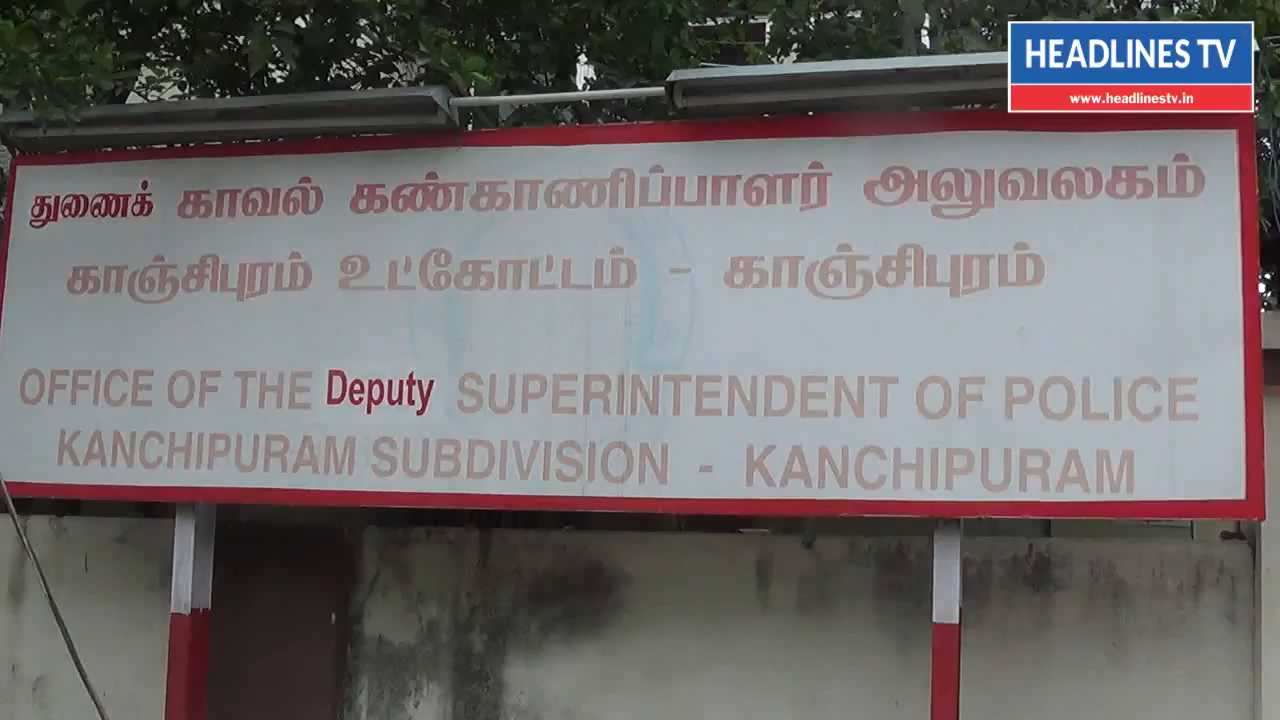 HEADLINES TV
www.headlinestv.in
துணைக் காவல் கண்காணிப்பாளர் அலுவலகம்
காஞ்சிபுரம் உட்கோட்டம் - காஞ்சிபுரம்
OFFICE OF THE Deputy SUPERINTENDENT OF POLICE
KANCHIPURAM SUBDIVISION - KANCHIPURAM